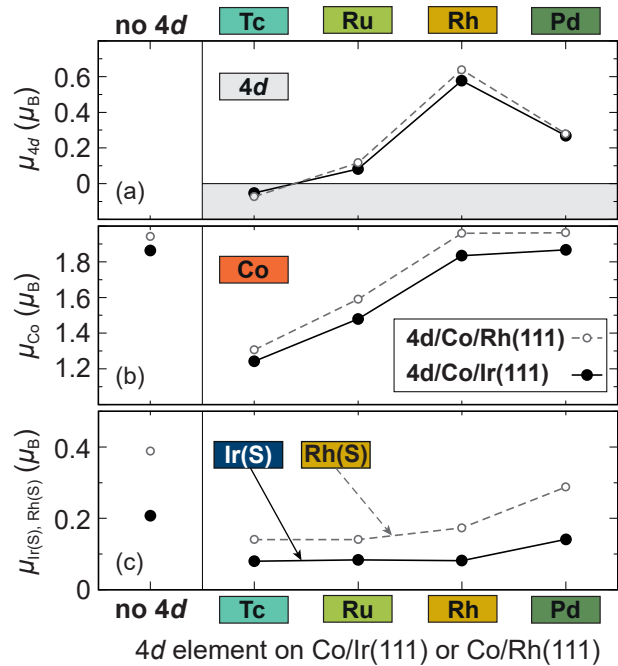 no 4d Tc Ru Rh Pd
μ4d (μB)
0.6
0.4
0.2
0
4d
(a)
μCo (μB)
1.8
1.6
1.4
1.2
Co
4d/Co/Rh(111)
4d/Co/Ir(111)
(b)
μIr(S), Rh(S) (μB)
0.4
0.2
0
Ir(S) Rh(S)
(c)
no 4d Tc Ru Rh Pd
4d element on Co/Ir(111) or Co/Rh(111)